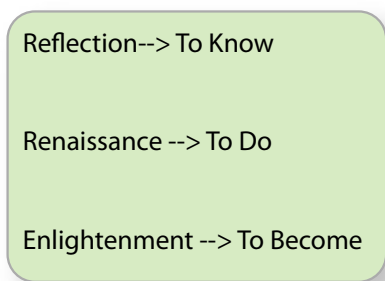 Reflection--> To Know
Renaissance --> To Do
Enlightenment --> To Become